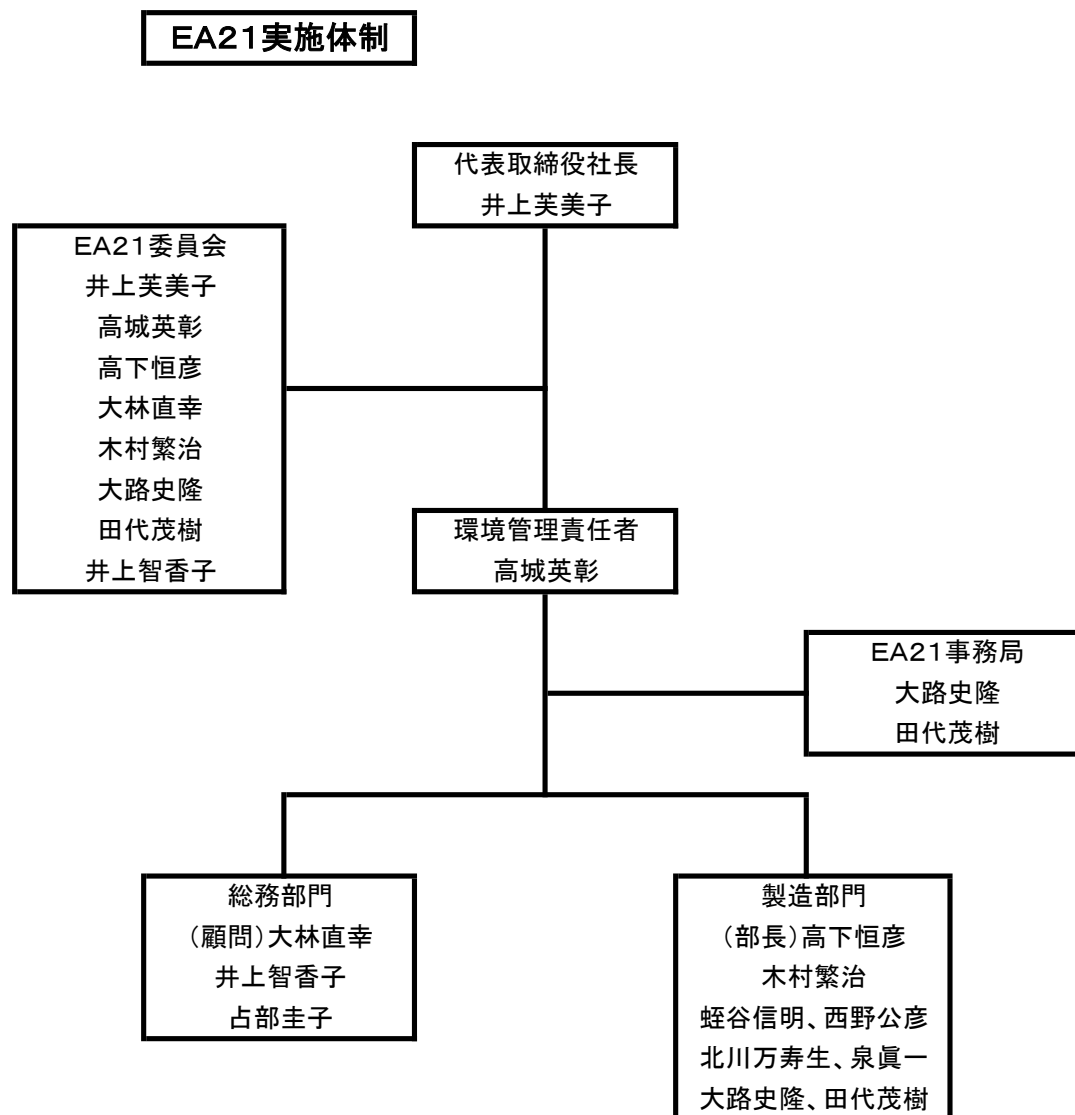 EA21実施体制
代表取締役社長
井上芙美子
EA21委員会
井上芙美子
高城英彰
高下恒彦
大林直幸
木村繁治
大路史隆
田代茂樹
井上智香子
環境管理責任者
高城英彰
EA21事務局
大路史隆
田代茂樹
総務部門
(顧問)大林直幸
井上智香子
占部圭子
製造部門
(部長)高下恒彦
木村繁治
蛭谷信明、西野公彦
北川万寿生、泉眞一
大路史隆、田代茂樹